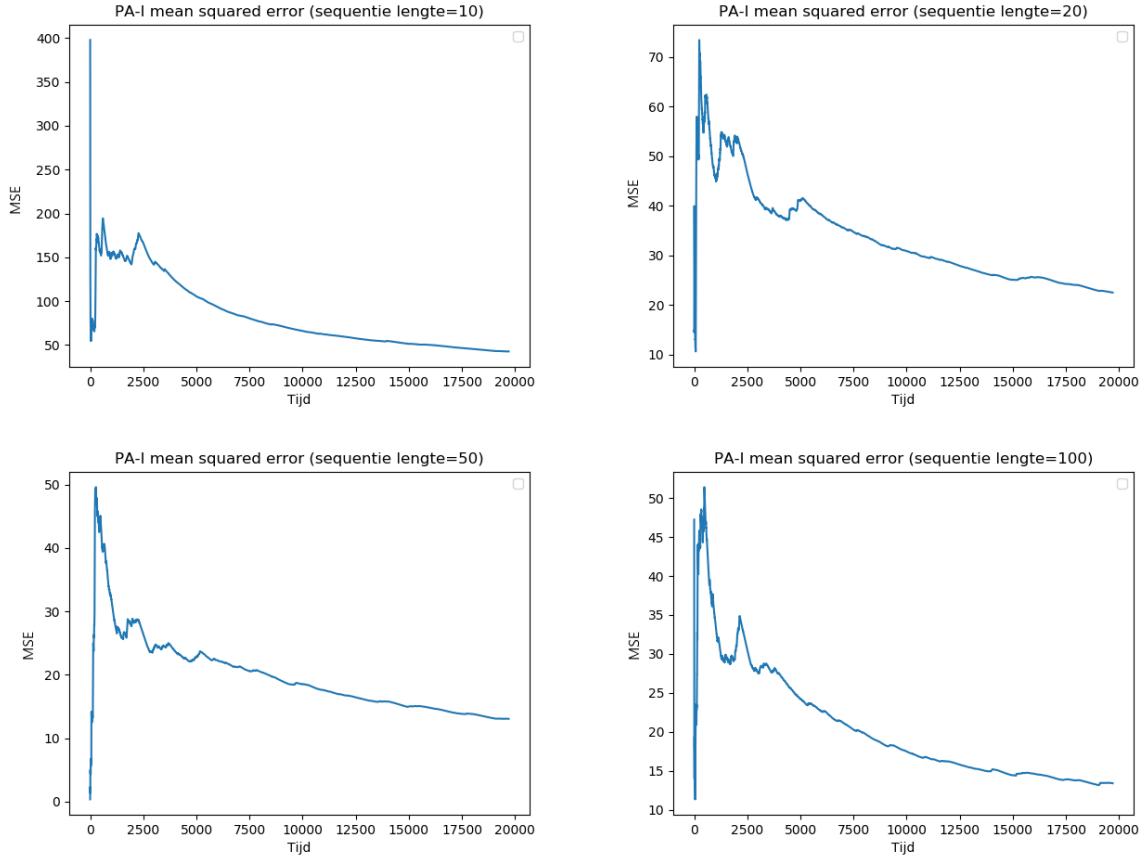 PA-I mean squared error (sequentie lengte=10)
400
350
300
250
200
150
100
50
MSE
0 2500 5000 7500 10000 12500 15000 17500 20000
Tijd
PA-I mean squared error (sequentie lengte=20)
70
60
50
40
30
20
10
MSE
0 2500 5000 7500 10000 12500 15000 17500 20000
Tijd
PA-I mean squared error (sequentie lengte=50)
50
40
30
20
10
0
MSE
0 2500 5000 7500 10000 12500 15000 17500 20000
Tijd
PA-I mean squared error (sequentie lengte=100)
50
45
40
35
30
25
20
15
10
MSE
0 2500 5000 7500 10000 12500 15000 17500 20000
Tijd